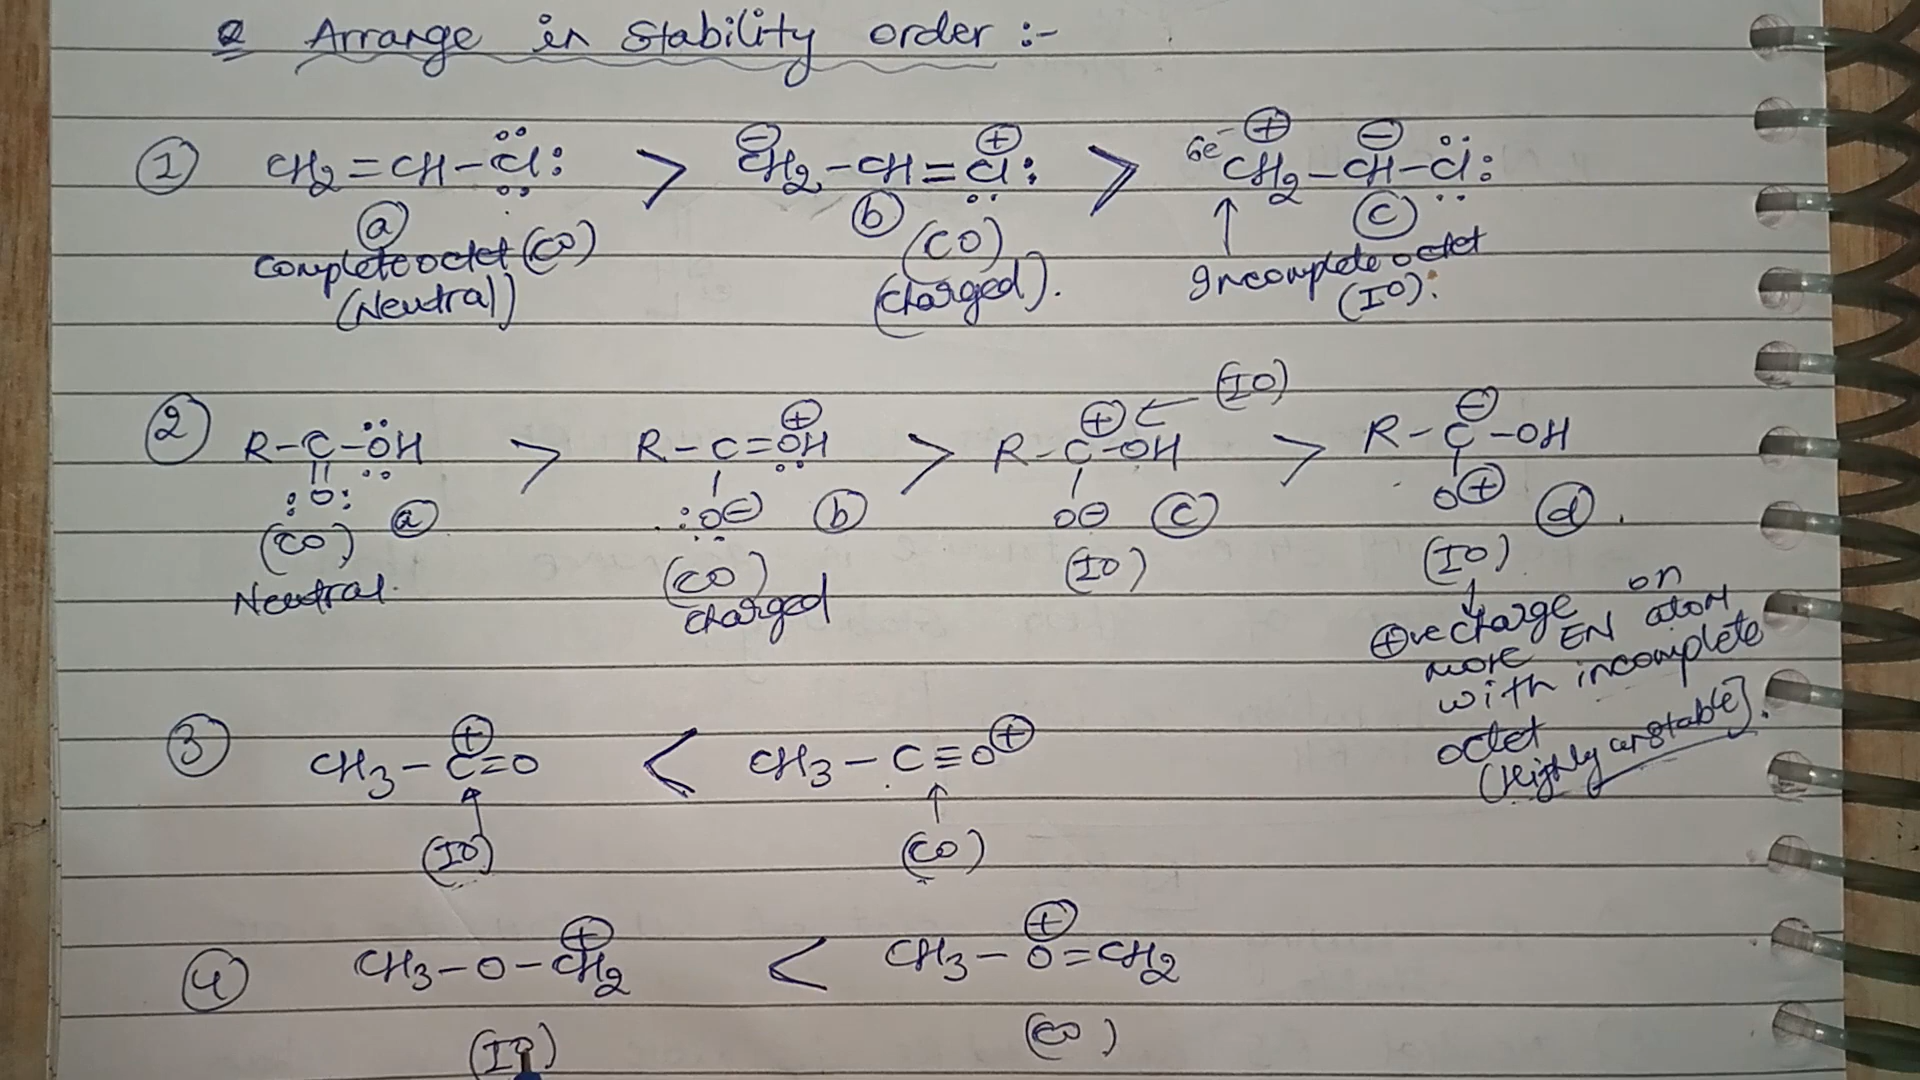 Q Arrange in Stability order :-
① CH₂=CH-Cl: > ⊖CH₂-CH=Cl⊕: > 6e⁻ ⊕CH₂-CH⊖-Cl:
ⓐ ⓑ ⓒ
Complete octet (CO) (CO) Incomplete octet
(Neutral) (Charged). (IO).
② R-C-OH > R-C=OH⊕ > R-C⊕-OH ← (IO) > R-C⊖-OH
:O: ⓐ :O⊖ ⓑ O⊖ ⓒ O⊕ ⓓ.
(CO) (CO) (IO) (IO)
Neutral. Charged
⊕ve charge on
more EN atom
with incomplete
octet
(Highly unstable).
③ CH₃-C⊕=O < CH₃-C≡O⊕
(IO) (CO)
④ CH₃-O-CH₂⊕ < CH₃-O⊕=CH₂
(IO) (CO)